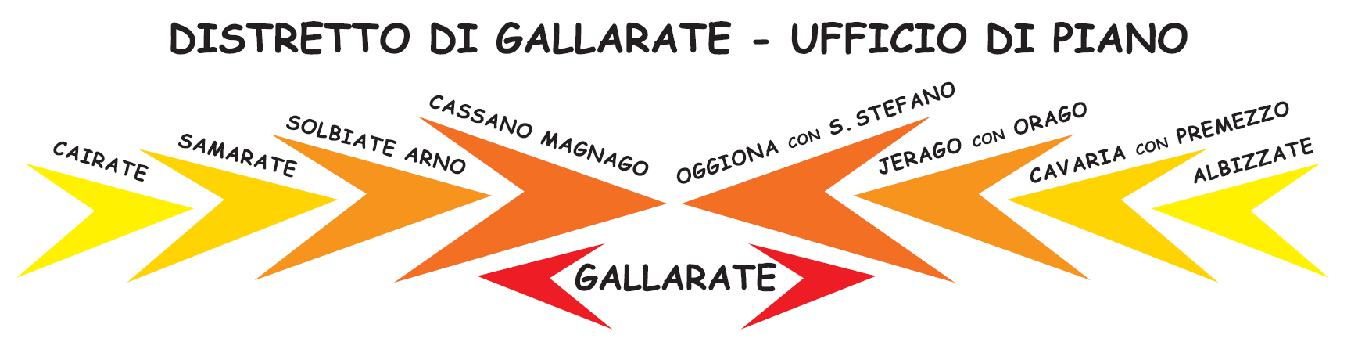 DISTRETTO DI GALLARATE - UFFICIO DI PIANO
CAIRATE
SAMARATE
SOLBIATE ARNO
CASSANO MAGNAGO
OGGIONA CON S. STEFANO
JERAGO CON ORAGO
CAVARIA CON PREMEZZO
ALBIZZATE
GALLARATE